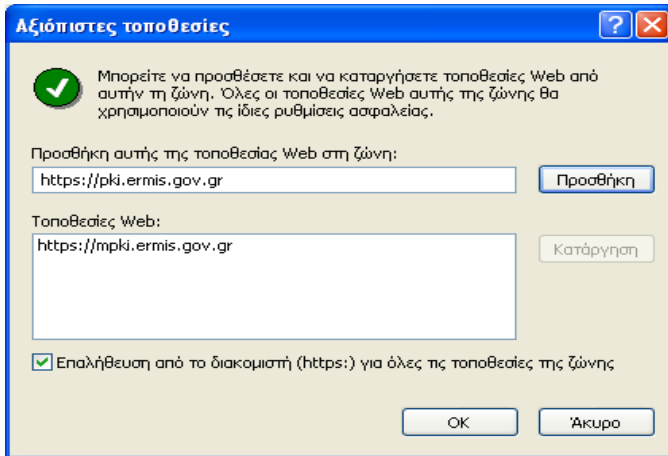 Αξιόπιστες τοποθεσίες
Μπορείτε να προσθέσετε και να καταργήσετε τοποθεσίες Web από
αυτήν τη ζώνη. Όλες οι τοποθεσίες Web αυτής της ζώνης θα
χρησιμοποιούν τις ίδιες ρυθμίσεις ασφαλείας.
Προσθήκη αυτής της τοποθεσίας Web στη ζώνη:
https://pki.ermis.gov.gr
Προσθήκη
Τοποθεσίες Web:
https://mpki.ermis.gov.gr
Κατάργηση
Επαλήθευση από το διακομιστή (https:) για όλες τις τοποθεσίες της ζώνης
OK
Άκυρο